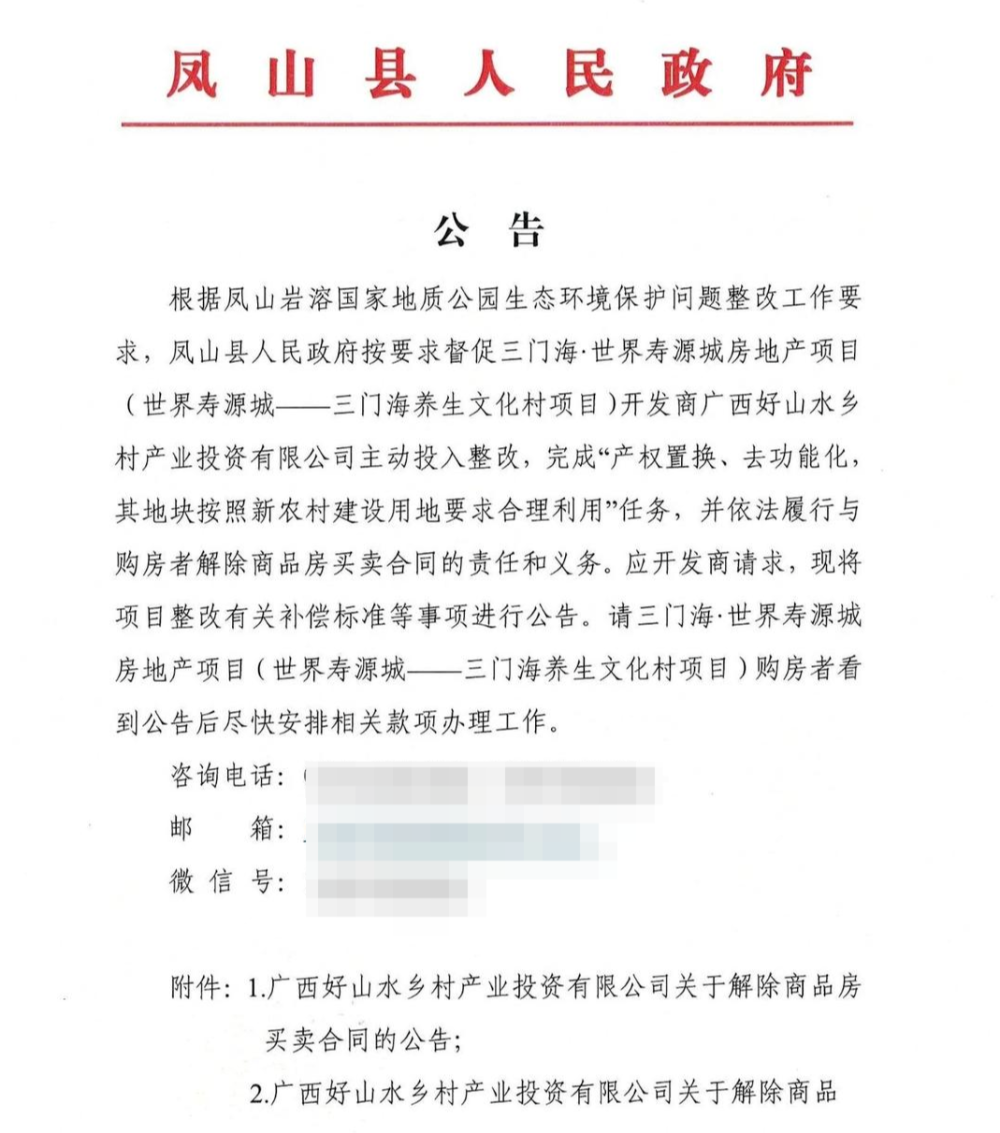 凤山县人民政府
公 告
根据凤山岩溶国家地质公园生态环境保护问题整改工作要
求，凤山县人民政府按要求督促三门海·世界寿源城房地产项目
（世界寿源城——三门海养生文化村项目）开发商广西好山水乡
村产业投资有限公司主动投入整改，完成“产权置换、去功能化，
其地块按照新农村建设用地要求合理利用”任务，并依法履行与
购房者解除商品房买卖合同的责任和义务。应开发商请求，现将
项目整改有关补偿标准等事项进行公告。请三门海·世界寿源城
房地产项目（世界寿源城——三门海养生文化村项目）购房者看
到公告后尽快安排相关款项办理工作。
咨询电话：
邮 箱：
微 信 号：
附件：1.广西好山水乡村产业投资有限公司关于解除商品房
买卖合同的公告；
2.广西好山水乡村产业投资有限公司关于解除商品